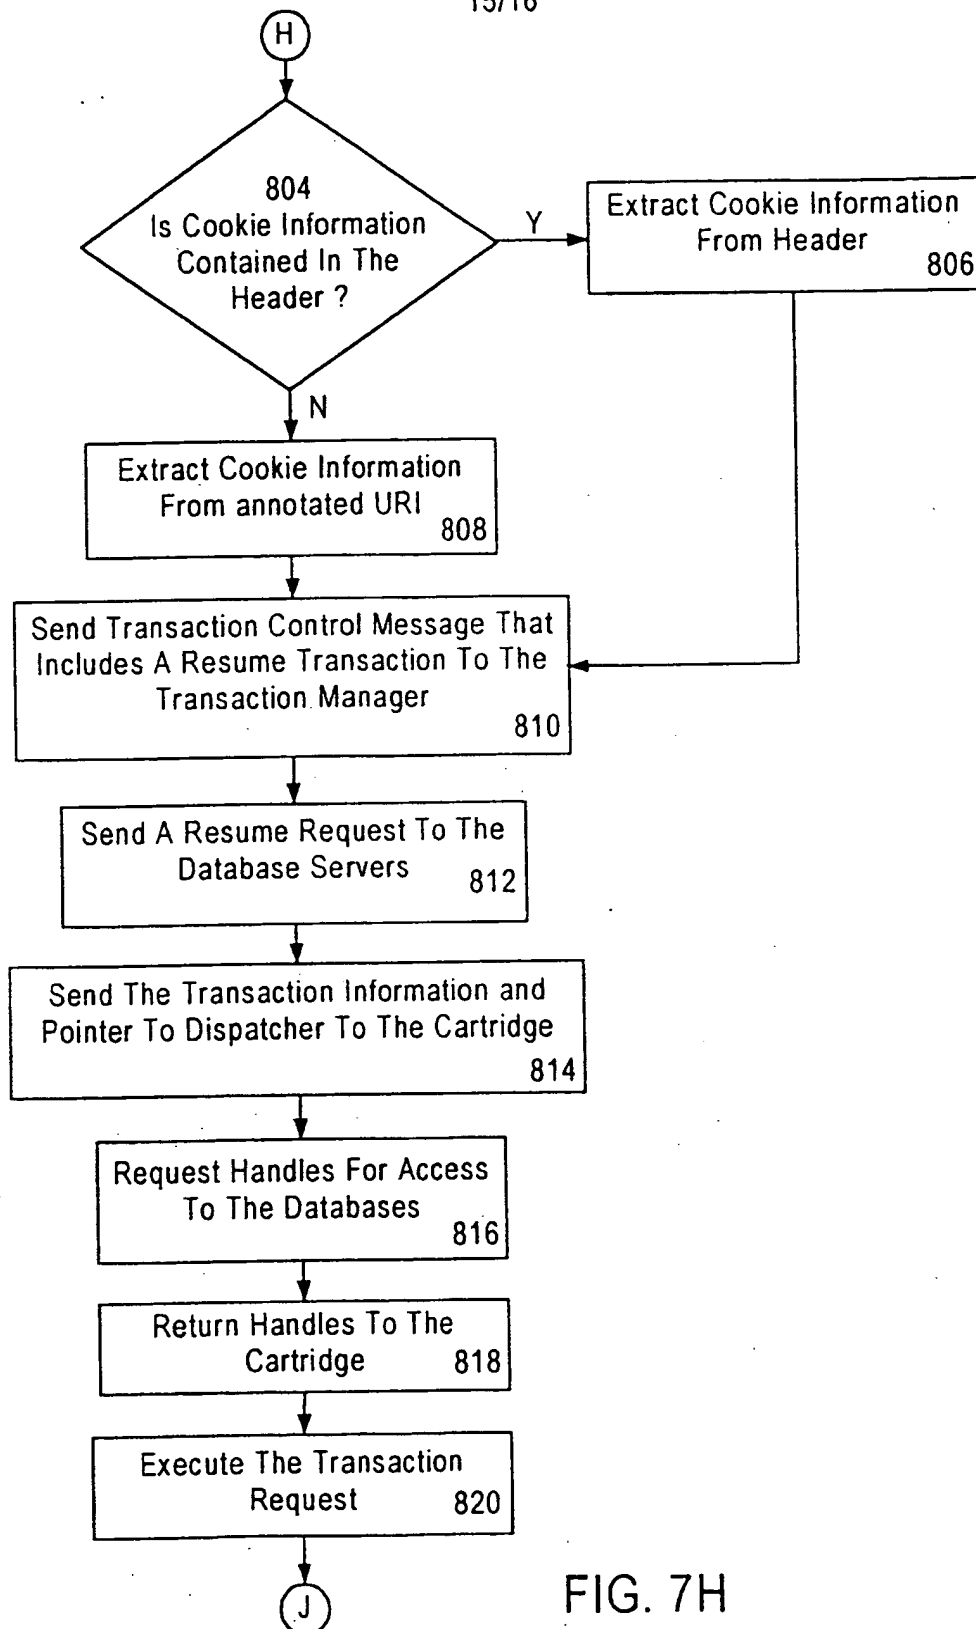 15/16
H
804
Is Cookie Information
Contained In The
Header ?
Y
Extract Cookie Information
From Header
806
N
Extract Cookie Information
From annotated URI
808
Send Transaction Control Message That
Includes A Resume Transaction To The
Transaction Manager
810
Send A Resume Request To The
Database Servers
812
Send The Transaction Information and
Pointer To Dispatcher To The Cartridge
814
Request Handles For Access
To The Databases
816
Return Handles To The
Cartridge
818
Execute The Transaction
Request
820
J
FIG. 7H